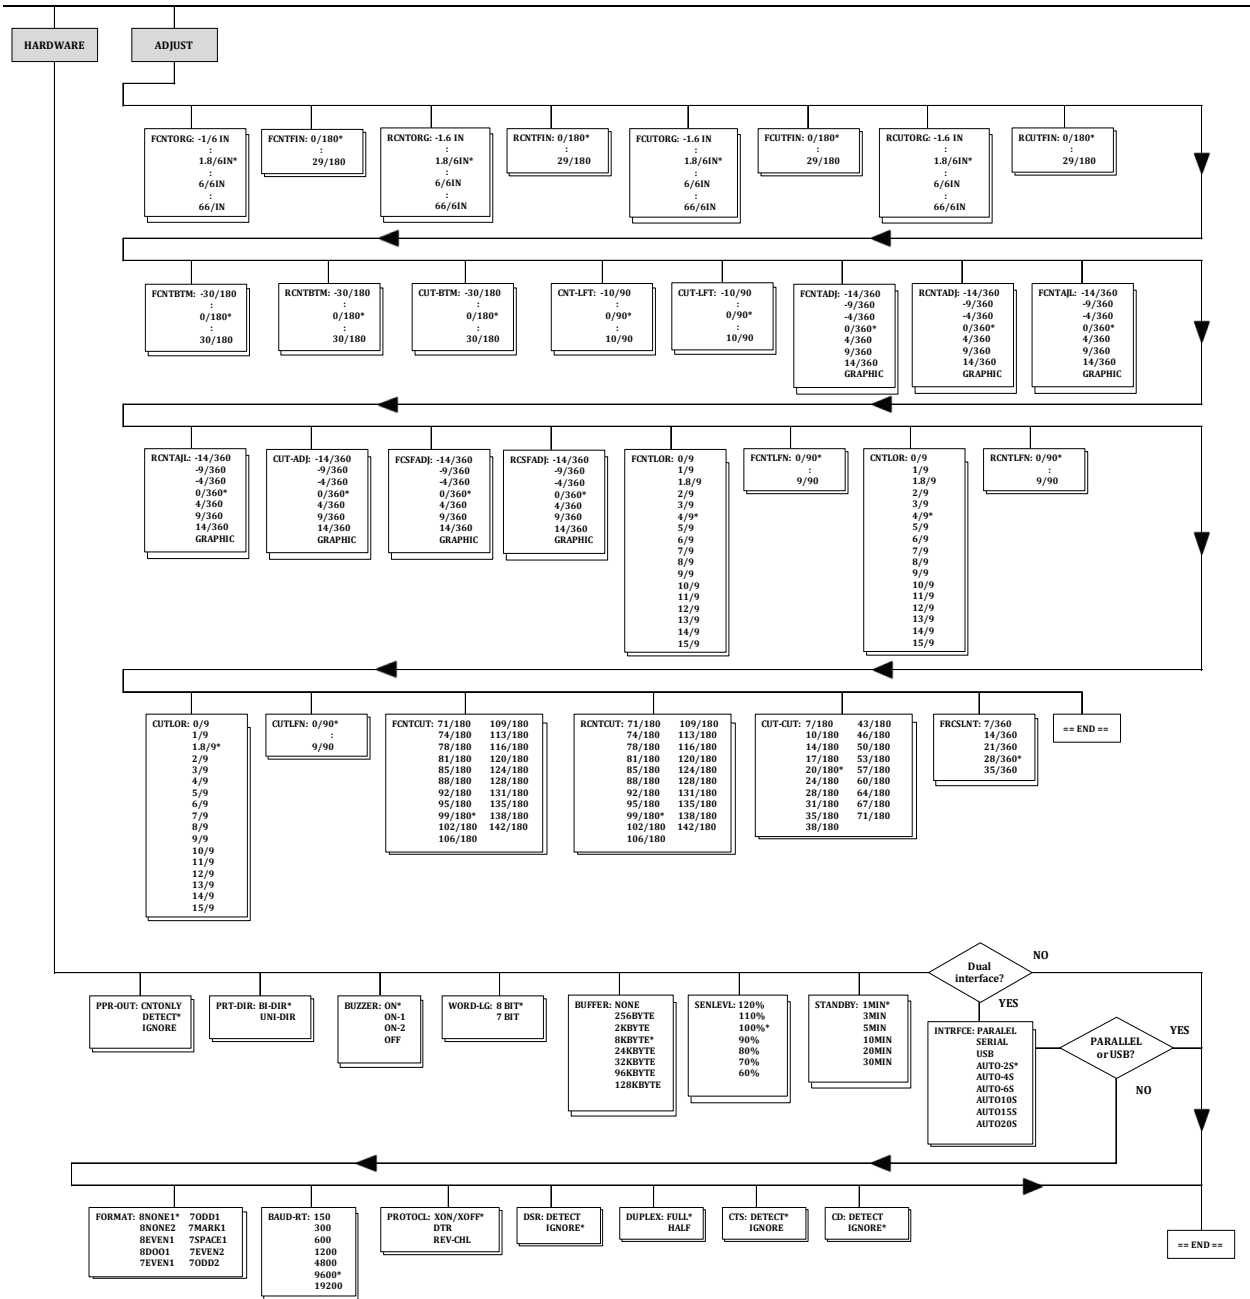 HARDWARE
ADJUST
FCNTORG: -1/6 IN
:
1.8/6IN*
:
6/6IN
:
66/IN
FCNTFIN: 0/180*
:
29/180
RCNTORG: -1.6 IN
:
1.8/6IN*
:
6/6IN
:
66/6IN
RCNTFIN: 0/180*
:
29/180
FCUTORG: -1.6 IN
:
1.8/6IN*
:
6/6IN
:
66/6IN
FCUTFIN: 0/180*
:
29/180
RCUTORG: -1.6 IN
:
1.8/6IN*
:
6/6IN
:
66/6IN
RCUTFIN: 0/180*
:
29/180
FCNTBTM: -30/180
:
0/180*
:
30/180
RCNTBTM: -30/180
:
0/180*
:
30/180
CUT-BTM: -30/180
:
0/180*
:
30/180
CNT-LFT: -10/90
:
0/90*
:
10/90
CUT-LFT: -10/90
:
0/90*
:
10/90
FCNTADJ: -14/360
-9/360
-4/360
0/360*
4/360
9/360
14/360
GRAPHIC
RCNTADJ: -14/360
-9/360
-4/360
0/360*
4/360
9/360
14/360
GRAPHIC
FCNTAJL: -14/360
-9/360
-4/360
0/360*
4/360
9/360
14/360
GRAPHIC
RCNTAJL: -14/360
-9/360
-4/360
0/360*
4/360
9/360
14/360
GRAPHIC
CUT-ADJ: -14/360
-9/360
-4/360
0/360*
4/360
9/360
14/360
GRAPHIC
FCSFADJ: -14/360
-9/360
-4/360
0/360*
4/360
9/360
14/360
GRAPHIC
RCSFADJ: -14/360
-9/360
-4/360
0/360*
4/360
9/360
14/360
GRAPHIC
FCNTLOR: 0/9
1/9
1.8/9
2/9
3/9
4/9*
5/9
6/9
7/9
8/9
9/9
10/9
11/9
12/9
13/9
14/9
15/9
FCNTLFN: 0/90*
:
9/90
CNTLOR: 0/9
1/9
1.8/9
2/9
3/9
4/9*
5/9
6/9
7/9
8/9
9/9
10/9
11/9
12/9
13/9
14/9
15/9
RCNTLFN: 0/90*
:
9/90
CUTLOR: 0/9
1/9
1.8/9*
2/9
3/9
4/9
5/9
6/9
7/9
8/9
9/9
10/9
11/9
12/9
13/9
14/9
15/9
CUTLFN: 0/90*
:
9/90
FCNTCUT: 71/180 109/180
74/180 113/180
78/180 116/180
81/180 120/180
85/180 124/180
88/180 128/180
92/180 131/180
95/180 135/180
99/180* 138/180
102/180 142/180
106/180
RCNTCUT: 71/180 109/180
74/180 113/180
78/180 116/180
81/180 120/180
85/180 124/180
88/180 128/180
92/180 131/180
95/180 135/180
99/180* 138/180
102/180 142/180
106/180
CUT-CUT: 7/180 43/180
10/180 46/180
14/180 50/180
17/180 53/180
20/180* 57/180
24/180 60/180
28/180 64/180
31/180 67/180
35/180 71/180
38/180
FRCSLNT: 7/360
14/360
21/360
28/360*
35/360
== END ==
Dual
interface?
NO
YES
PPR-OUT: CNTONLY
DETECT*
IGNORE
PRT-DIR: BI-DIR*
UNI-DIR
BUZZER: ON*
ON-1
ON-2
OFF
WORD-LG: 8 BIT*
7 BIT
BUFFER: NONE
256BYTE
2KBYTE
8KBYTE*
24KBYTE
32KBYTE
96KBYTE
128KBYTE
SENLEVL: 120%
110%
100%*
90%
80%
70%
60%
STANDBY: 1MIN*
3MIN
5MIN
10MIN
20MIN
30MIN
INTRFCE: PARALEL
SERIAL
USB
AUTO-2S*
AUTO-4S
AUTO-6S
AUTO10S
AUTO15S
AUTO20S
PARALLEL
or USB?
YES
NO
FORMAT: 8NONE1* 7ODD1
8NONE2 7MARK1
8EVEN1 7SPACE1
8DOO1 7EVEN2
7EVEN1 7ODD2
BAUD-RT: 150
300
600
1200
4800
9600*
19200
PROTOCL: XON/XOFF*
DTR
REV-CHL
DSR: DETECT
IGNORE*
DUPLEX: FULL*
HALF
CTS: DETECT*
IGNORE
CD: DETECT
IGNORE*
== END ==